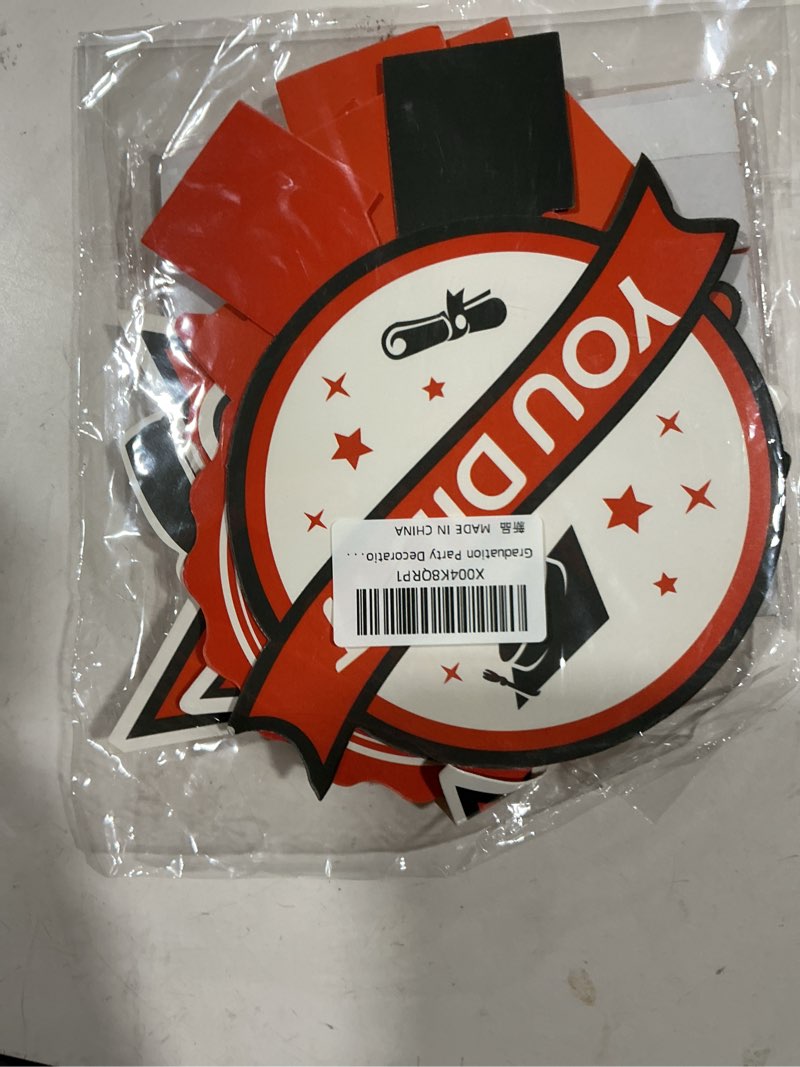 YOU DI
X004K8QRP1
Graduation Party Decoratio...
新品 MADE IN CHINA